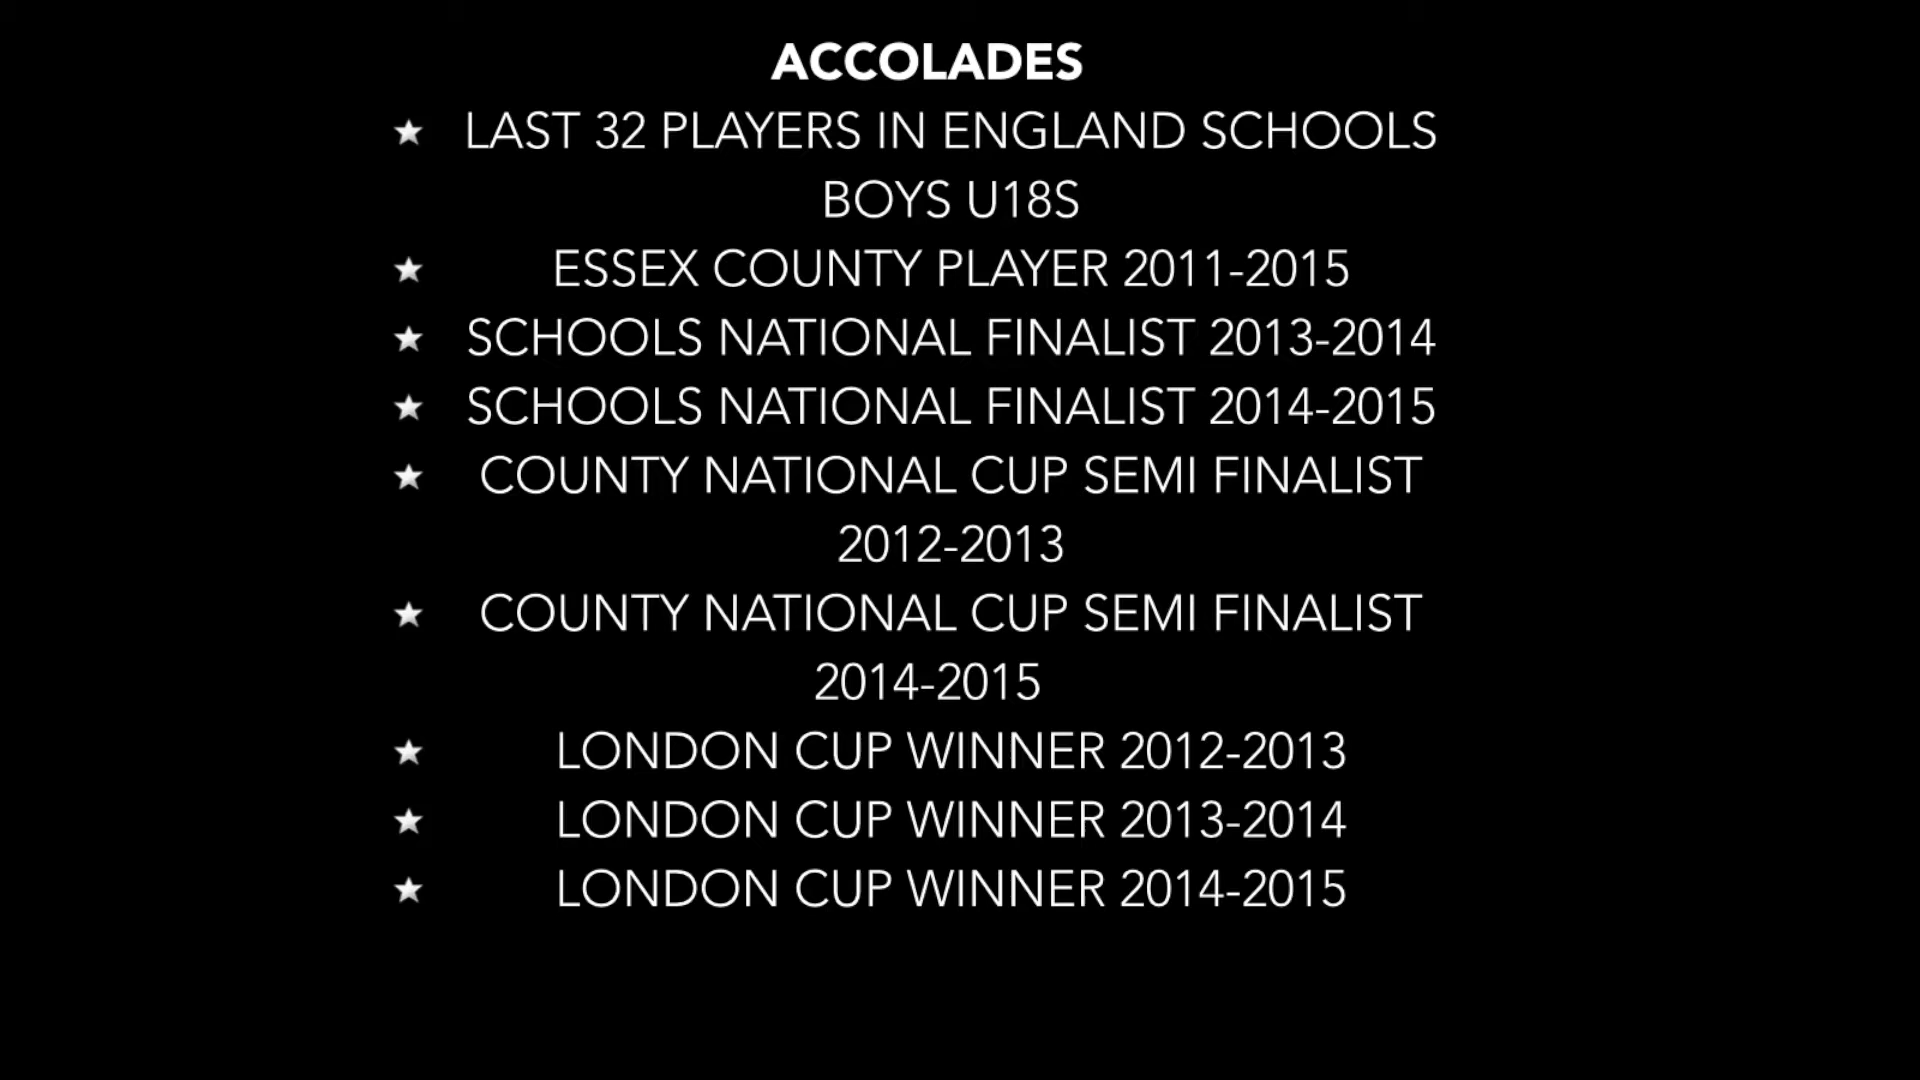 ACCOLADES
★ LAST 32 PLAYERS IN ENGLAND SCHOOLS
BOYS U18S
★ ESSEX COUNTY PLAYER 2011-2015
★ SCHOOLS NATIONAL FINALIST 2013-2014
★ SCHOOLS NATIONAL FINALIST 2014-2015
★ COUNTY NATIONAL CUP SEMI FINALIST
2012-2013
★ COUNTY NATIONAL CUP SEMI FINALIST
2014-2015
★ LONDON CUP WINNER 2012-2013
★ LONDON CUP WINNER 2013-2014
★ LONDON CUP WINNER 2014-2015